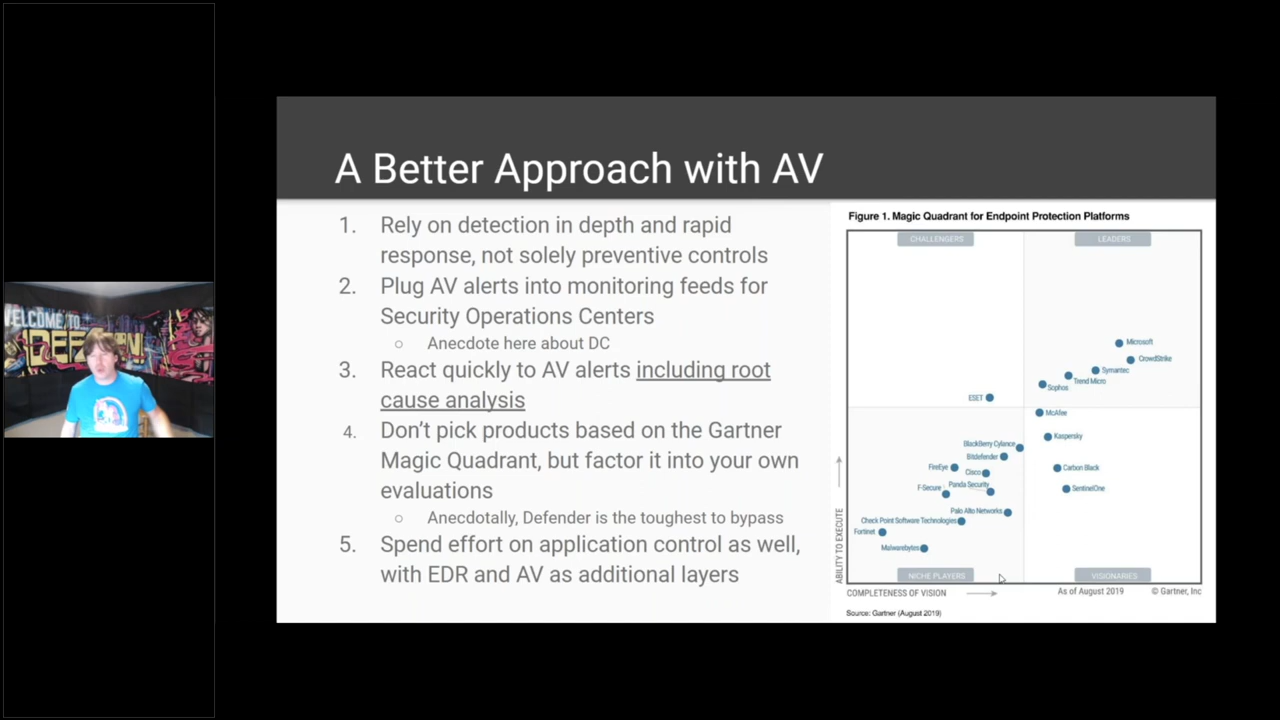 WELCOME TO
A Better Approach with AV
1. Rely on detection in depth and rapid
response, not solely preventive controls
2. Plug AV alerts into monitoring feeds for
Security Operations Centers
○ Anecdote here about DC
3. React quickly to AV alerts including root
cause analysis
4. Don’t pick products based on the Gartner
Magic Quadrant, but factor it into your own
evaluations
○ Anecdotally, Defender is the toughest to bypass
5. Spend effort on application control as well,
with EDR and AV as additional layers
Figure 1. Magic Quadrant for Endpoint Protection Platforms
CHALLENGERS
LEADERS
Microsoft
CrowdStrike
Symantec
Trend Micro
Sophos
ESET
McAfee
Kaspersky
BlackBerry Cylance
Bitdefender
FireEye
Cisco
Carbon Black
F-Secure
Panda Security
SentinelOne
Palo Alto Networks
Check Point Software Technologies
Fortinet
Malwarebytes
NICHE PLAYERS
VISIONARIES
ABILITY TO EXECUTE
COMPLETENESS OF VISION
As of August 2019
© Gartner, Inc
Source: Gartner (August 2019)